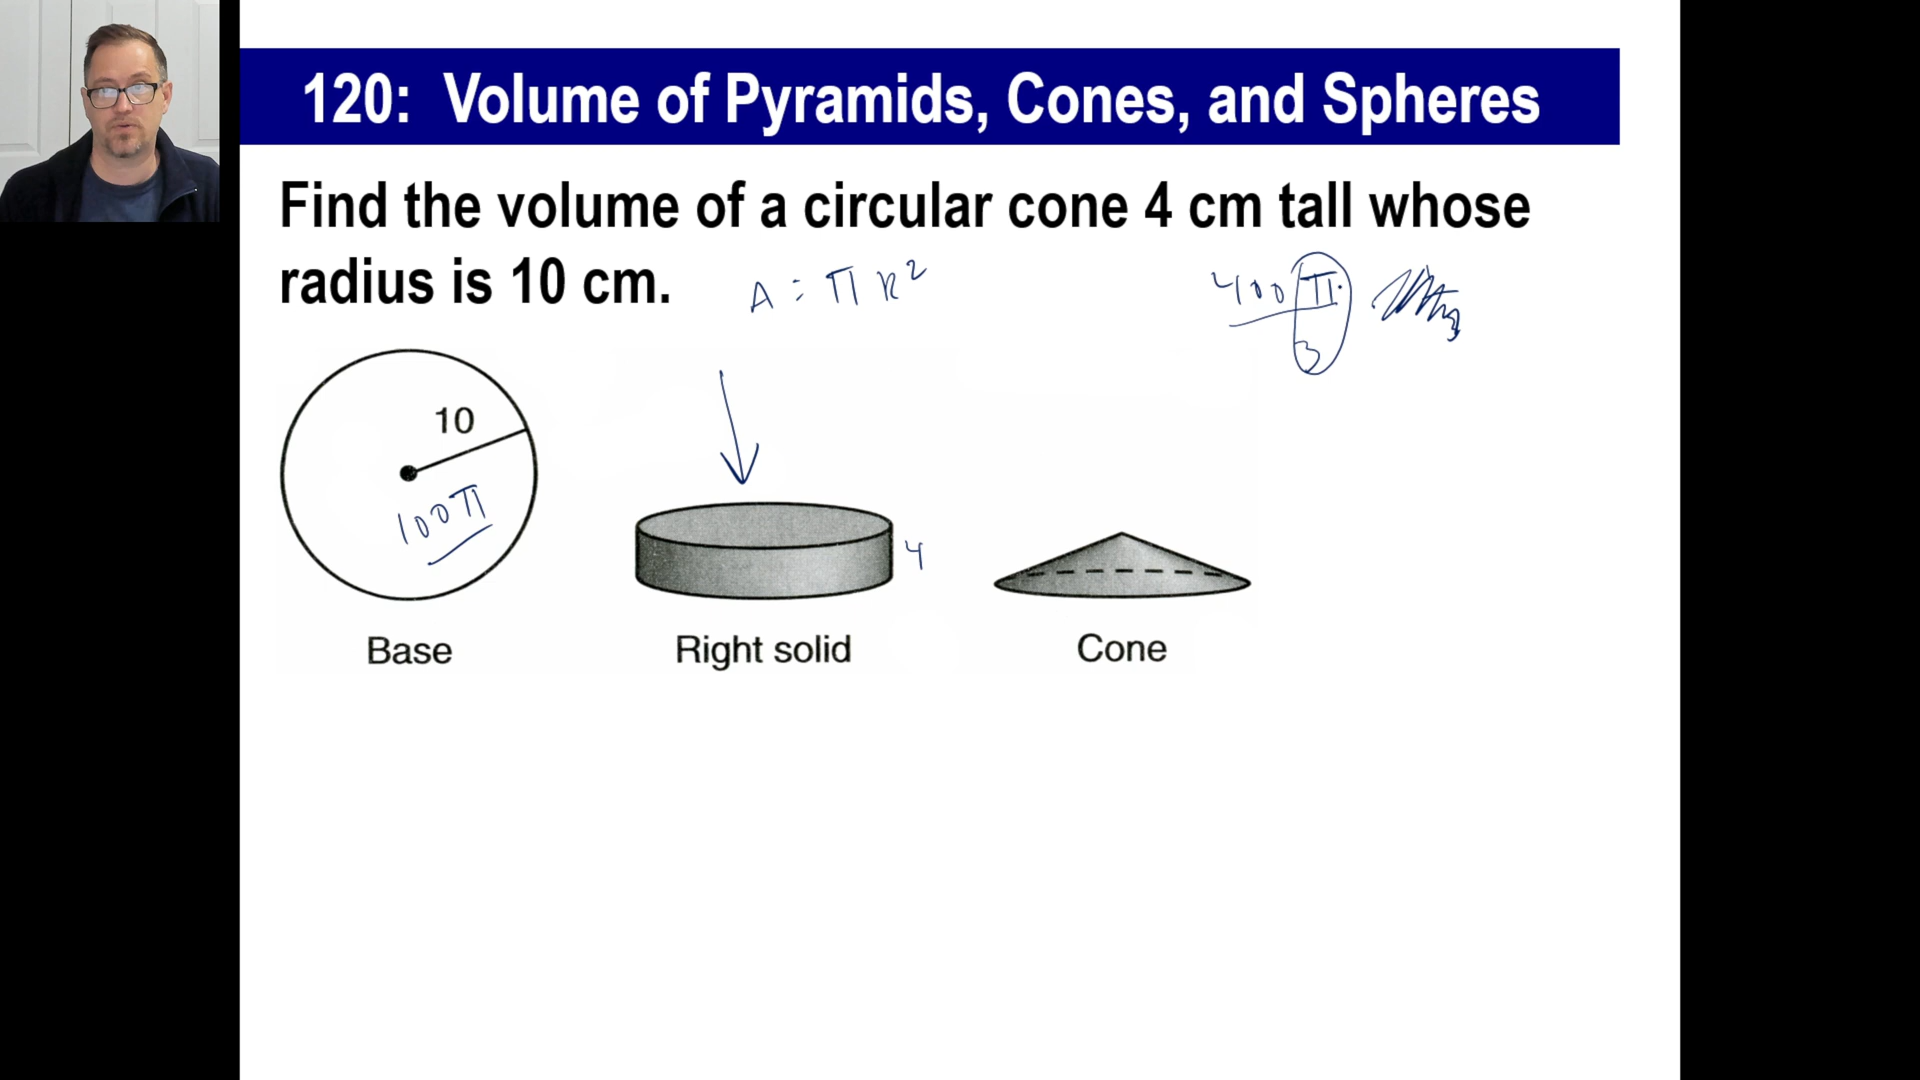 120: Volume of Pyramids, Cones, and Spheres
Find the volume of a circular cone 4 cm tall whose
radius is 10 cm.
A = π r²
400 π
3
10
100 π
4
Base
Right solid
Cone